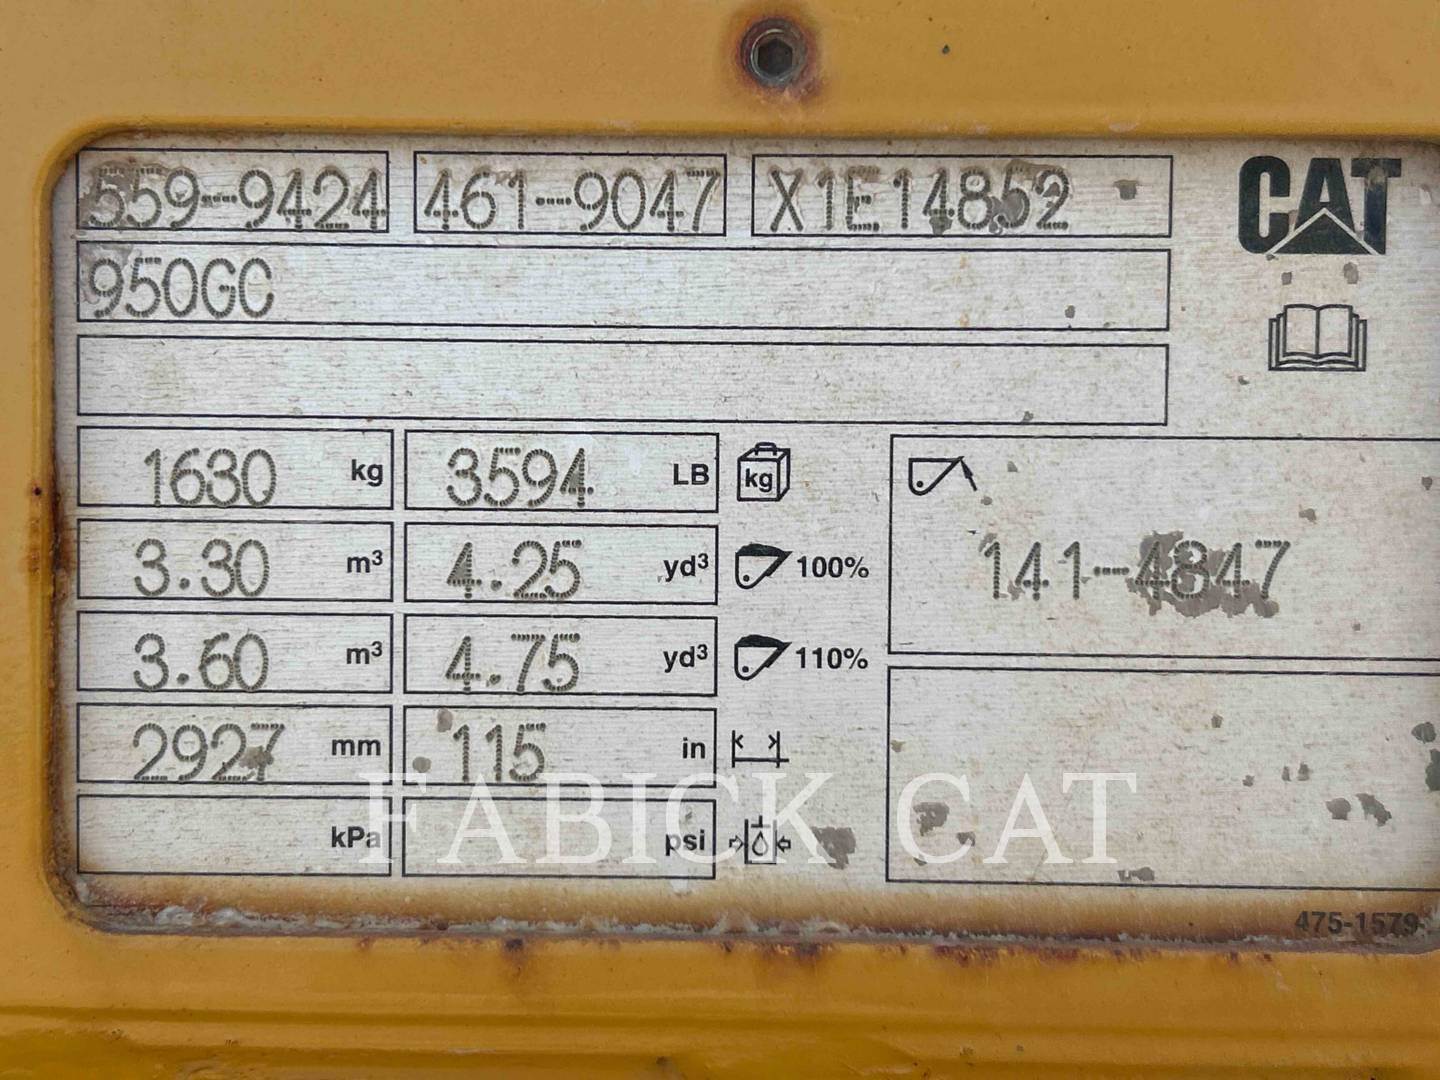 559-9424 461-9047 X1E14852 CAT
950GC
1630 kg 3594 LB kg
3.30 m³ 4.25 yd³ 100%
141-4847
3.60 m³ 4.75 yd³ 110%
2927 mm 115 in
kPa psi
FABICK CAT
475-1579